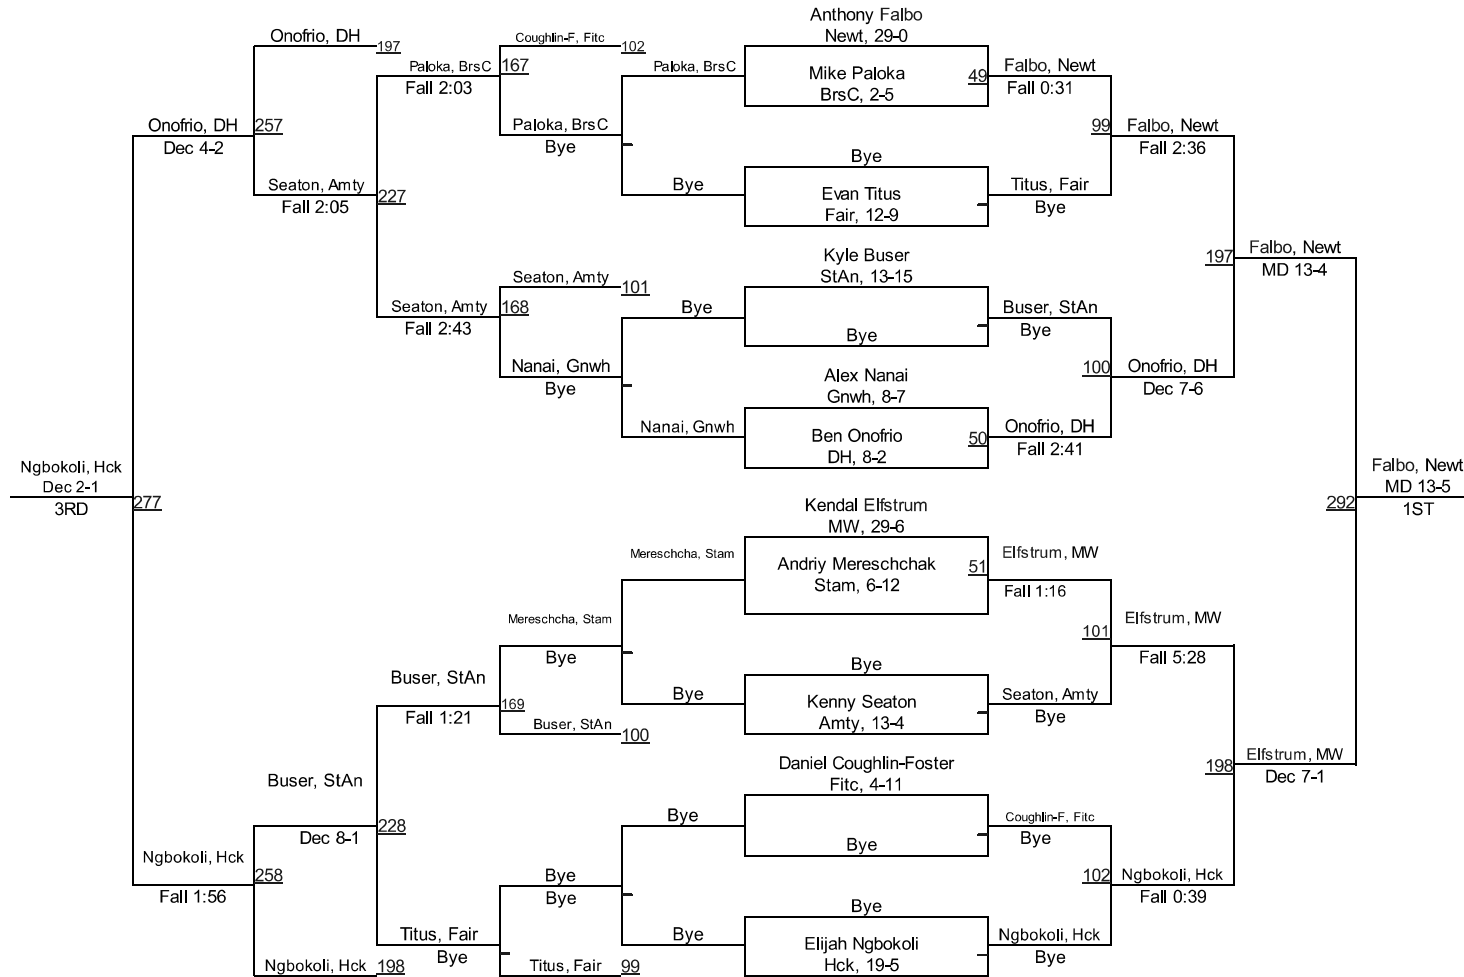 Anthony Falbo
Onofrio, DH
197
Coughlin-F, Fitc
102
Newt, 29-0
Paloka, BrsC
167
Paloka, BrsC
Mike Paloka
49
Falbo, Newt
Fall 2:03
BrsC, 2-5
Fall 0:31
Onofrio, DH
257
Paloka, BrsC
99
Falbo, Newt
Dec 4-2
Bye
Fall 2:36
Bye
Seaton, Amty
227
Bye
Evan Titus
Titus, Fair
Fall 2:05
Fair, 12-9
Bye
Kyle Buser
197
Falbo, Newt
Seaton, Amty
101
StAn, 13-15
MD 13-4
Seaton, Amty
168
Bye
Buser, StAn
Fall 2:43
Bye
Bye
Nanai, Gnwh
Alex Nanai
100
Onofrio, DH
Bye
Gnwh, 8-7
Dec 7-6
Nanai, Gnwh
Ben Onofrio
50
Onofrio, DH
DH, 8-2
Fall 2:41
Ngbokoli, Hck
Falbo, Newt
Dec 2-1
MD 13-5
3RD
277
Kendal Elfstrum
292
1ST
MW, 29-6
Mereschcha, Stam
Andriy Mereschchak
51
Elfstrum, MW
Stam, 6-12
Fall 1:16
Mereschcha, Stam
101
Elfstrum, MW
Bye
Bye
Fall 5:28
Buser, StAn
Bye
Kenny Seaton
Seaton, Amty
Fall 1:21
169
Amty, 13-4
Bye
Buser, StAn
100
Daniel Coughlin-Foster
198
Elfstrum, MW
Buser, StAn
Fitc, 4-11
Dec 7-1
Bye
Coughlin-F, Fitc
Dec 8-1
228
Bye
Bye
Ngbokoli, Hck
258
Bye
102
Ngbokoli, Hck
Fall 1:56
Bye
Fall 0:39
Bye
Titus, Fair
Bye
Elijah Ngbokoli
Ngbokoli, Hck
Bye
Hck, 19-5
Bye
Ngbokoli, Hck
198
Titus, Fair
99